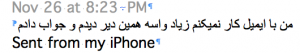 Nov 26 at 8:23 PM
من با ایمیل کار نمیکنم زیاد واسه همین دیر دیدم و جواب دادم
Sent from my iPhone